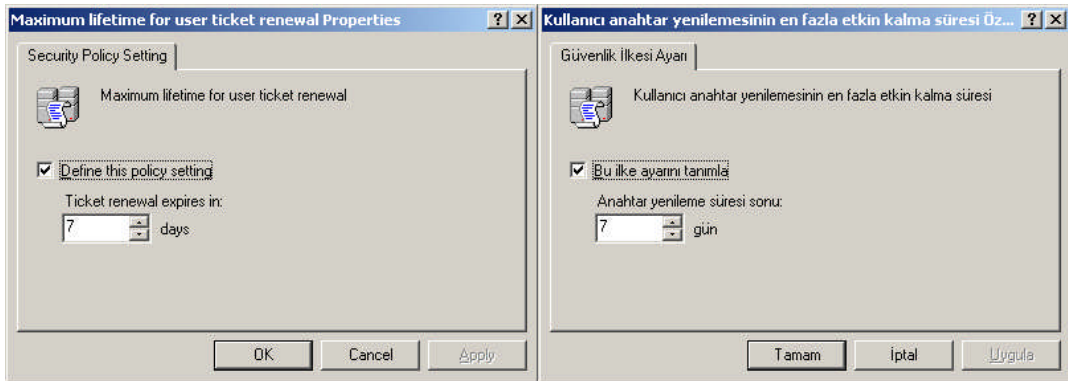 Maximum lifetime for user ticket renewal Properties
Security Policy Setting
Maximum lifetime for user ticket renewal
Define this policy setting
Ticket renewal expires in:
7 days
OK Cancel Apply
Kullanıcı anahtar yenilemesinin en fazla etkin kalma süresi Öz...
Güvenlik İlkesi Ayarı
Kullanıcı anahtar yenilemesinin en fazla etkin kalma süresi
Bu ilke ayarını tanımla
Anahtar yenileme süresi sonu:
7 gün
Tamam İptal Uygula